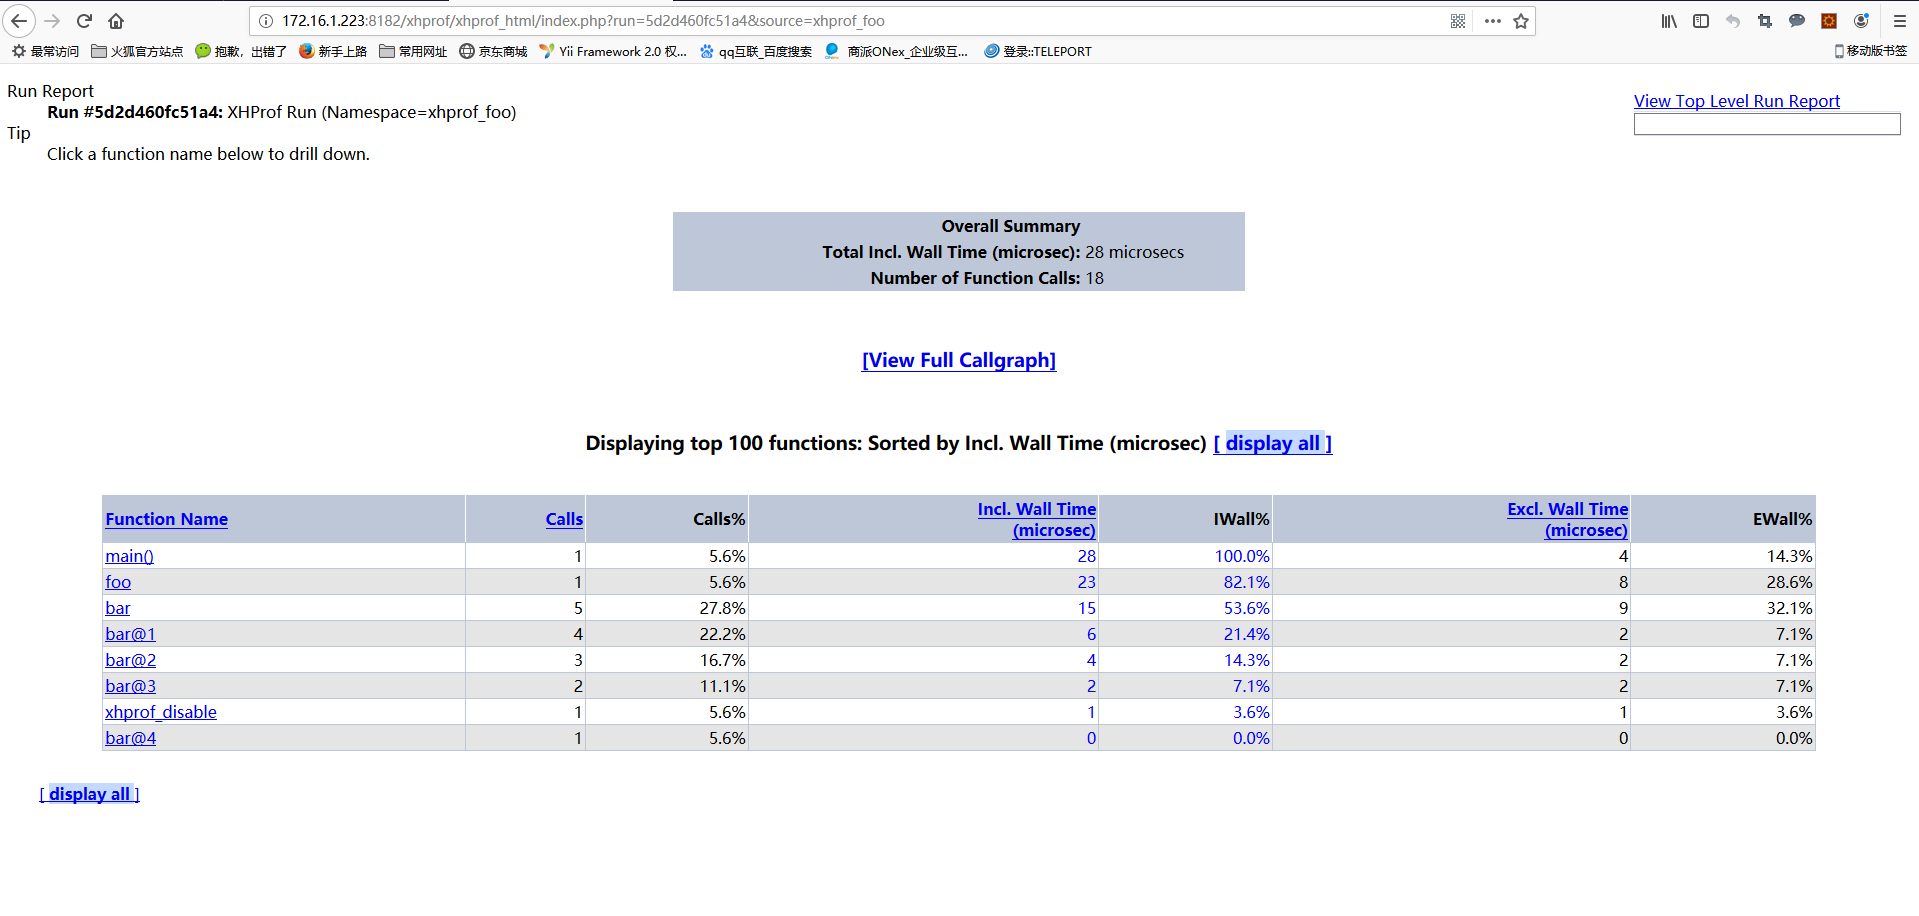 172.16.1.223:8182/xhprof/xhprof_html/index.php?run=5d2d460fc51a4&source=xhprof_foo
最常访问 火狐官方站点 抱歉，出错了 新手上路 常用网址 京东商城 Yii Framework 2.0 权... qq互联_百度搜索 商派ONex_企业级互... 登录::TELEPORT 移动版书签
Run Report
Run #5d2d460fc51a4: XHProf Run (Namespace=xhprof_foo)
Tip
Click a function name below to drill down.
View Top Level Run Report
Overall Summary
Total Incl. Wall Time (microsec): 28 microsecs
Number of Function Calls: 18
[View Full Callgraph]
Displaying top 100 functions: Sorted by Incl. Wall Time (microsec) [ display all ]
Function Name Calls Calls% Incl. Wall Time (microsec) IWall% Excl. Wall Time (microsec) EWall%
main() 1 5.6% 28 100.0% 4 14.3%
foo 1 5.6% 23 82.1% 8 28.6%
bar 5 27.8% 15 53.6% 9 32.1%
bar@1 4 22.2% 6 21.4% 2 7.1%
bar@2 3 16.7% 4 14.3% 2 7.1%
bar@3 2 11.1% 2 7.1% 2 7.1%
xhprof_disable 1 5.6% 1 3.6% 1 3.6%
bar@4 1 5.6% 0 0.0% 0 0.0%
[ display all ]